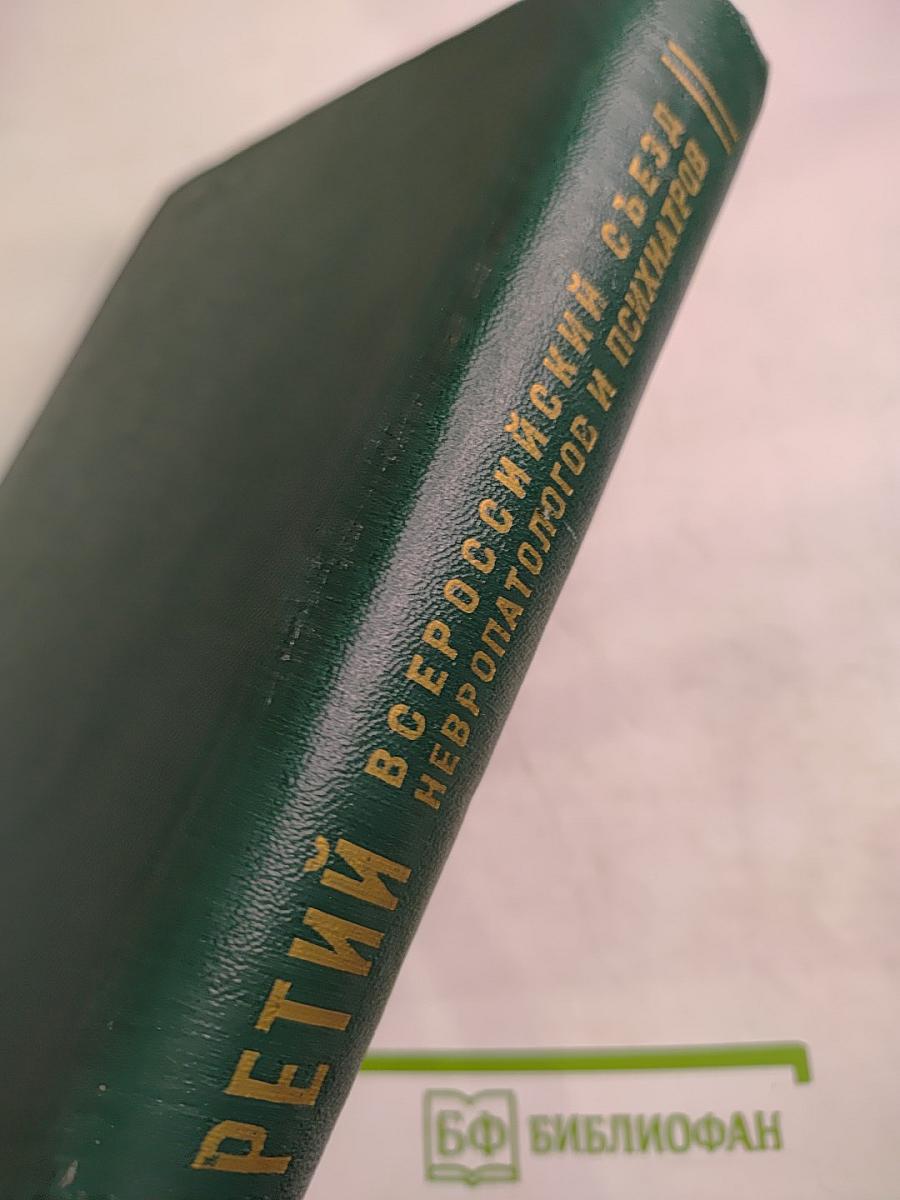 РЕТИЙ
ВСЕРОССИЙСКИЙ СЪЕЗД
НЕВРОПАТОЛОГОВ И ПСИХИАТРОВ
БФ БИБЛИОФАН